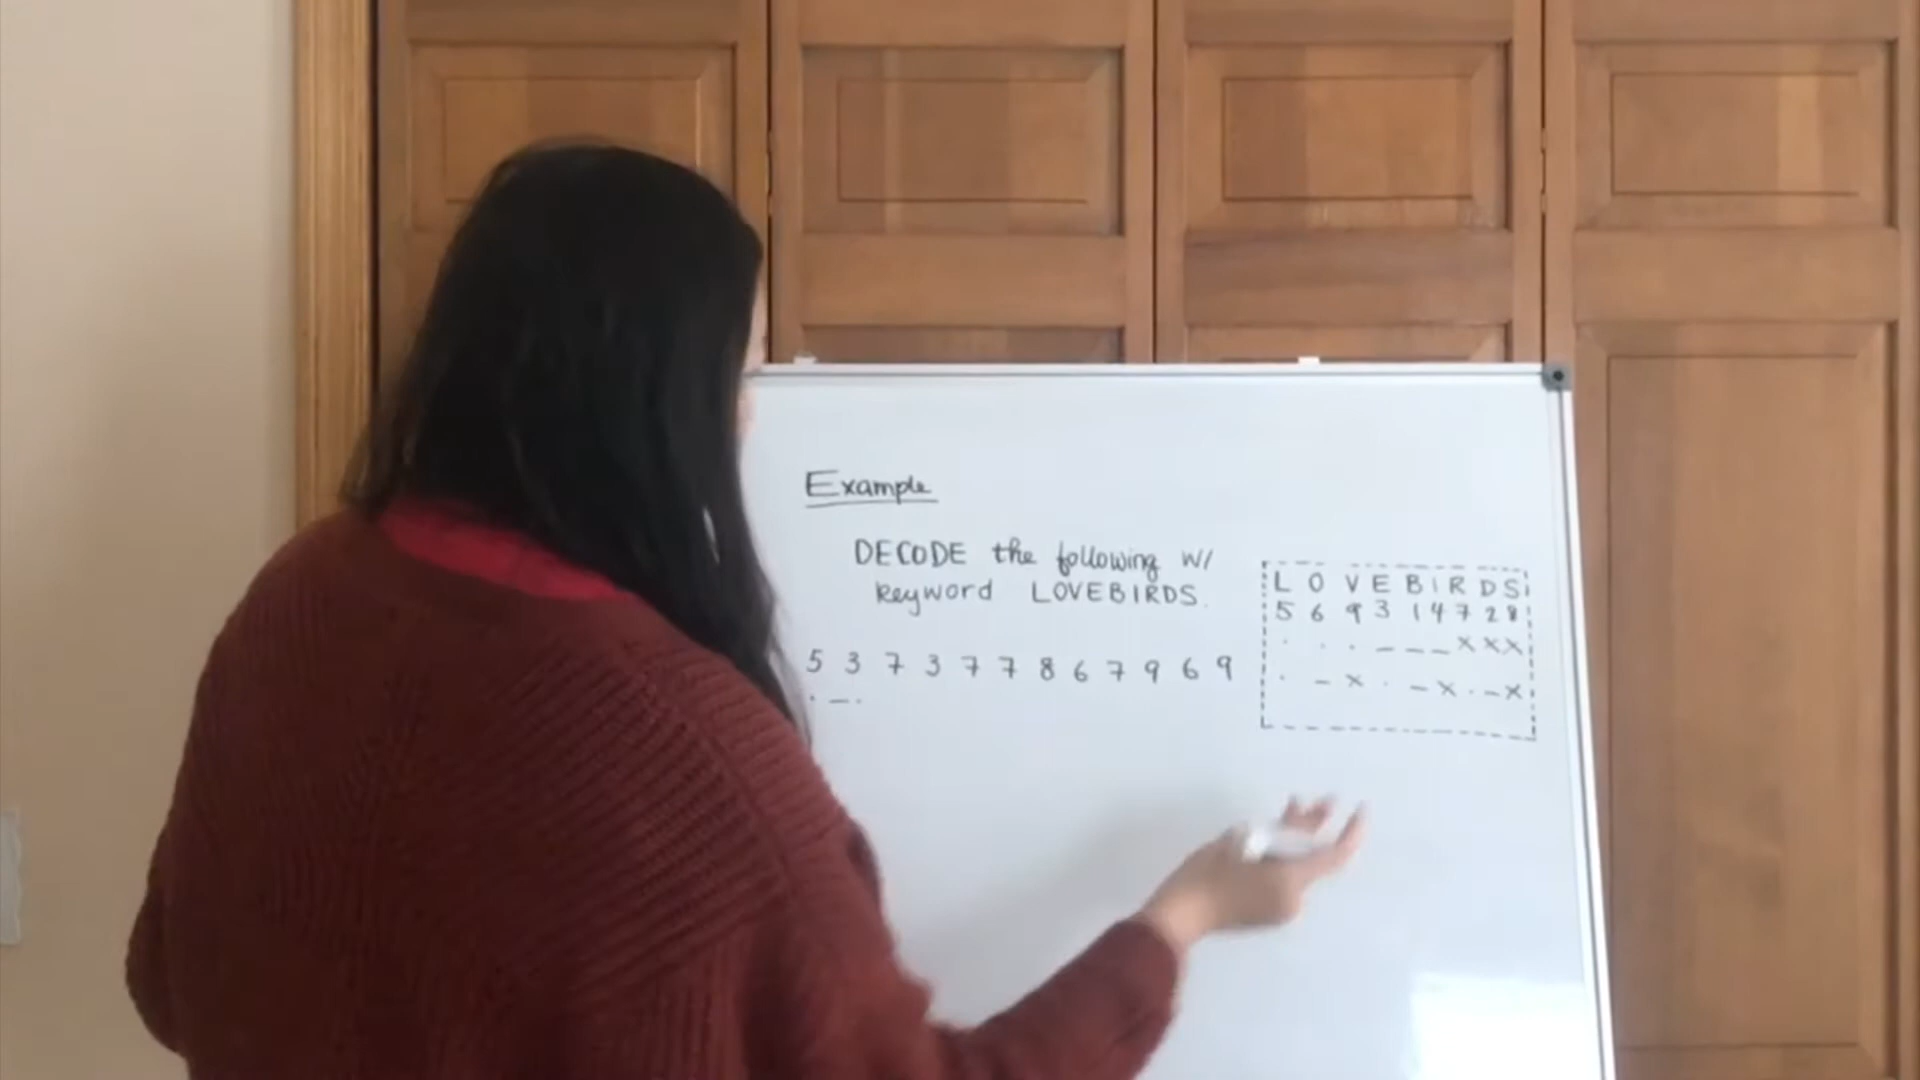 Example
DECODE the following w/
keyword LOVEBIRDS.
5 3 7 3 7 7 8 6 7 9 6 9
· — ·
L O V E B I R D S
5 6 9 3 1 4 7 2 8
· · · — — — x x x
· — x · — x · — x